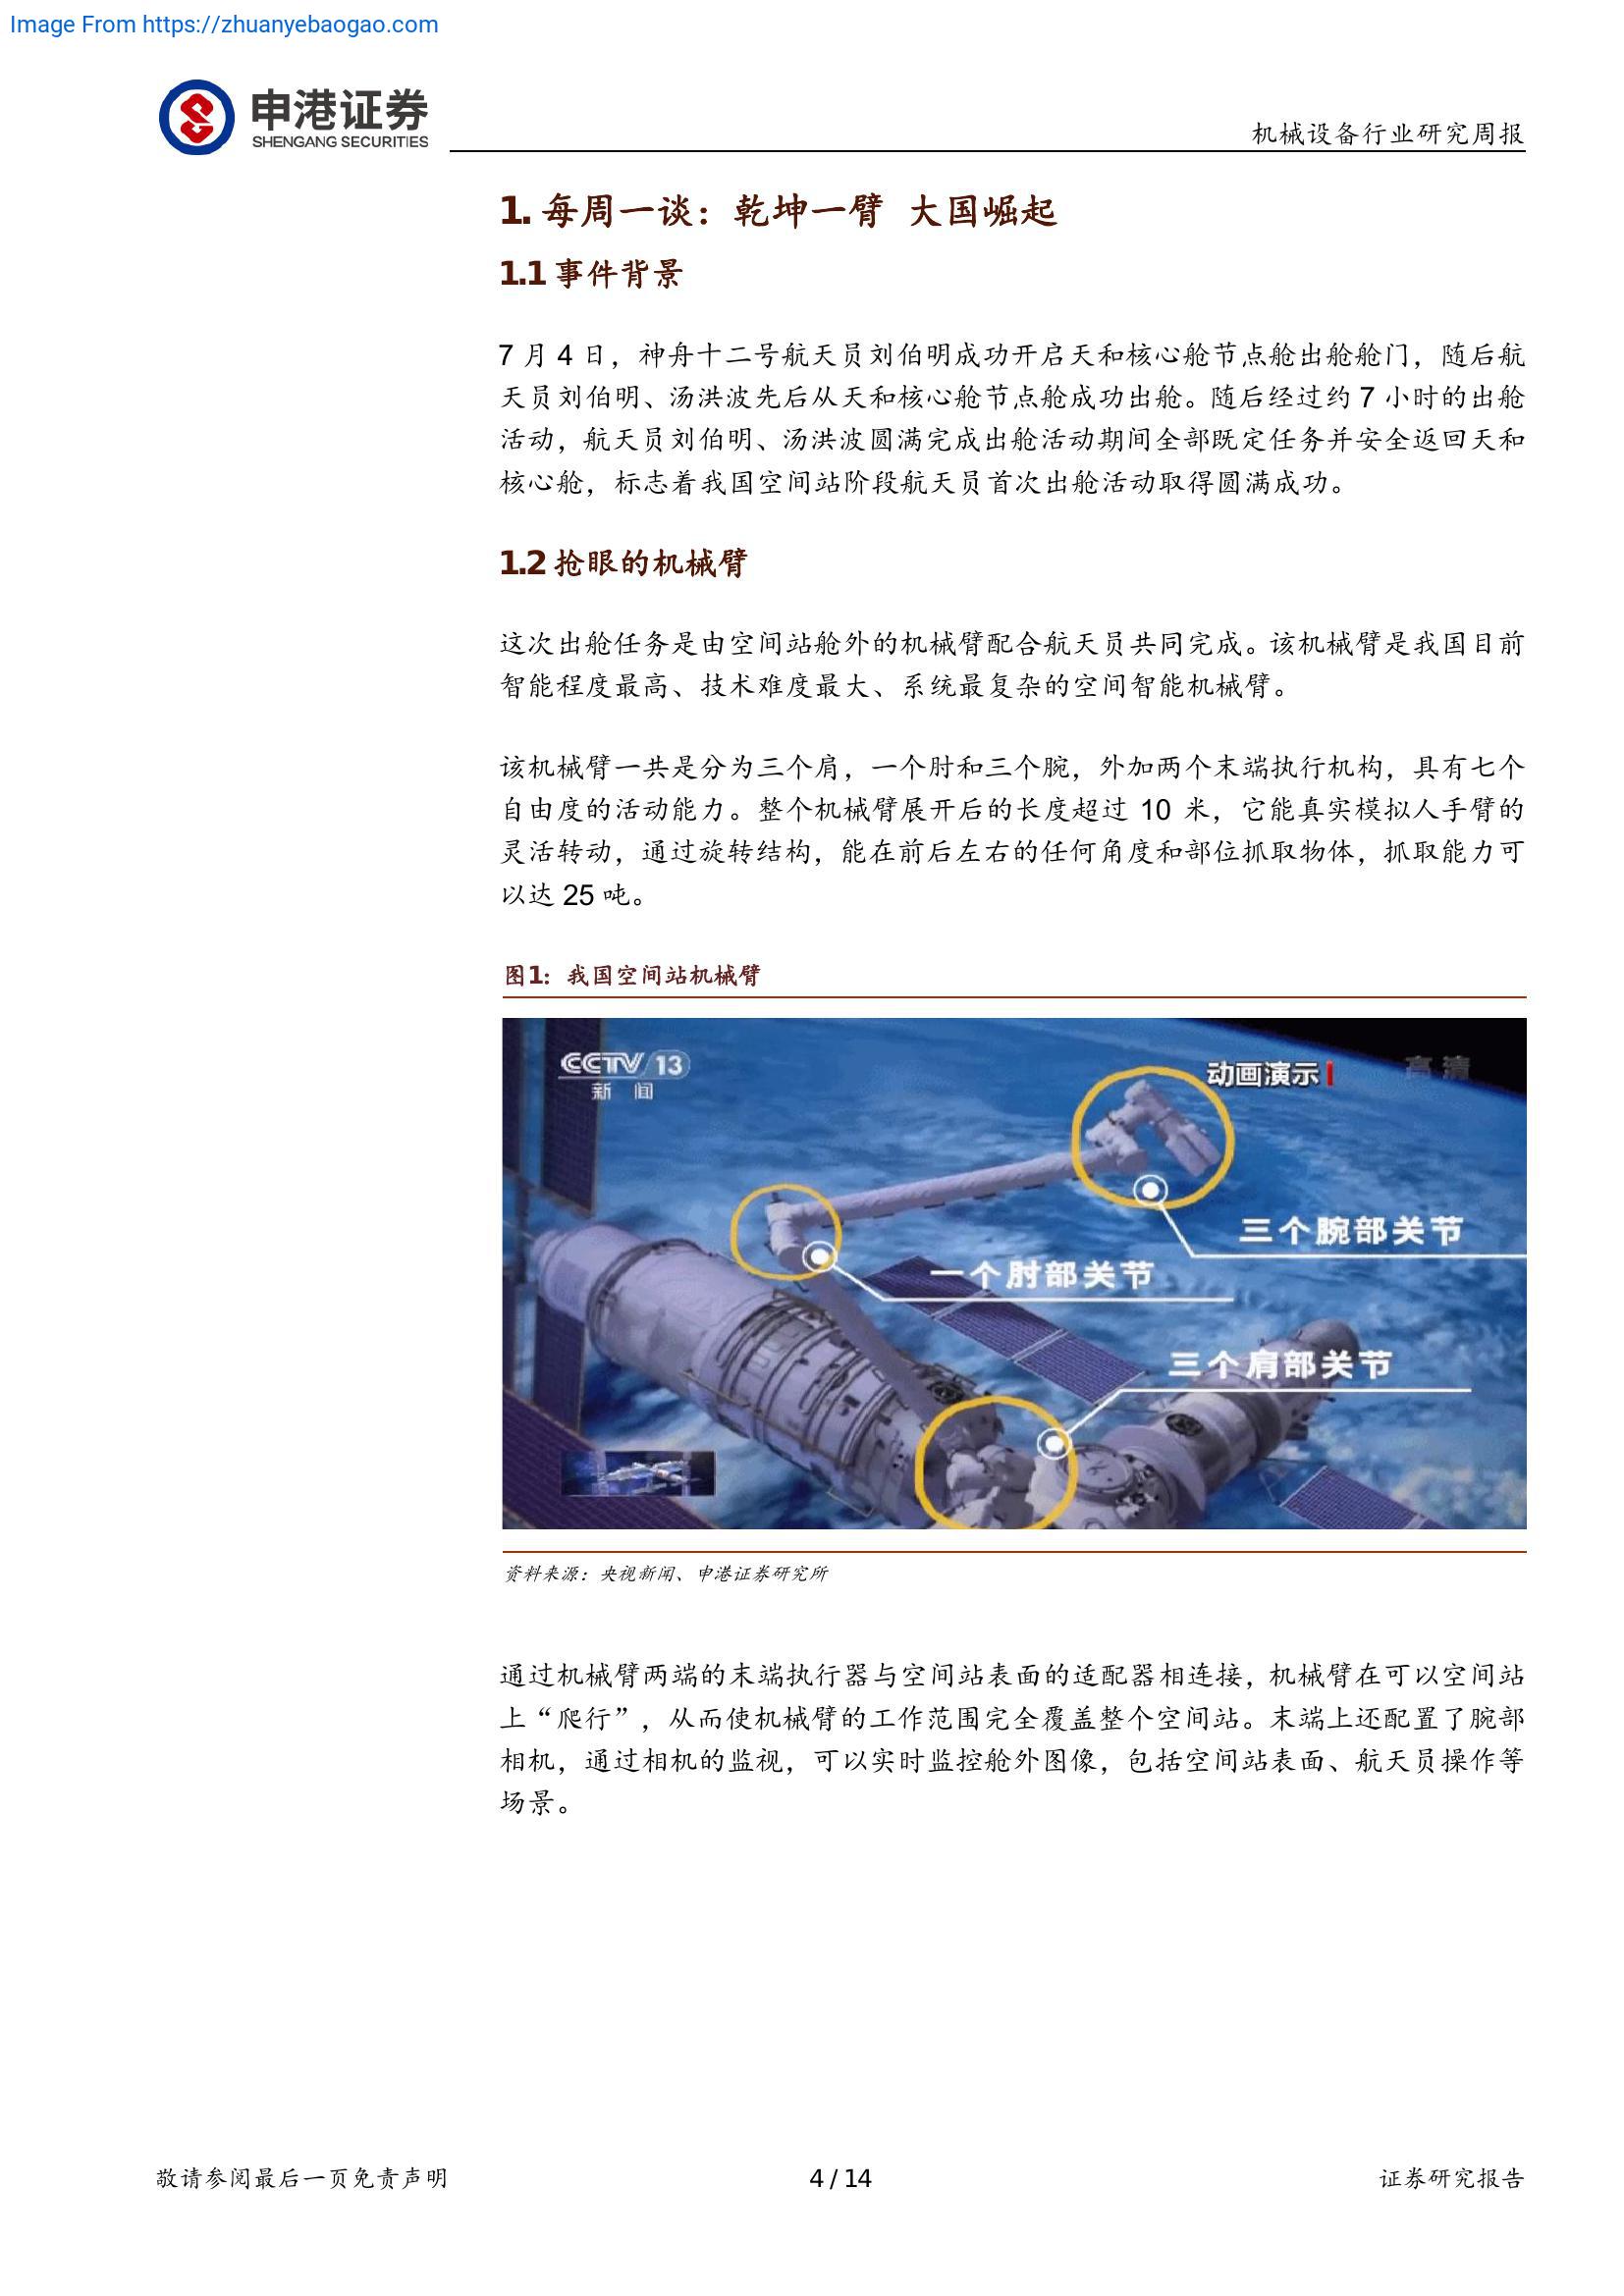 Image From https://zhuanyebaogao.com
申港证券
SHENGANG SECURITIES
机械设备行业研究周报
1. 每周一谈：乾坤一臂 大国崛起
1.1 事件背景
7 月 4 日，神舟十二号航天员刘伯明成功开启天和核心舱节点舱出舱舱门，随后航
天员刘伯明、汤洪波先后从天和核心舱节点舱成功出舱。随后经过约 7 小时的出舱
活动，航天员刘伯明、汤洪波圆满完成出舱活动期间全部既定任务并安全返回天和
核心舱，标志着我国空间站阶段航天员首次出舱活动取得圆满成功。
1.2 抢眼的机械臂
这次出舱任务是由空间站舱外的机械臂配合航天员共同完成。该机械臂是我国目前
智能程度最高、技术难度最大、系统最复杂的空间智能机械臂。
该机械臂一共是分为三个肩，一个肘和三个腕，外加两个末端执行机构，具有七个
自由度的活动能力。整个机械臂展开后的长度超过 10 米，它能真实模拟人手臂的
灵活转动，通过旋转结构，能在前后左右的任何角度和部位抓取物体，抓取能力可
以达 25 吨。
图1：我国空间站机械臂
CCTV 13
新闻
动画演示
高清
三个腕部关节
一个肘部关节
三个肩部关节
资料来源：央视新闻、申港证券研究所
通过机械臂两端的末端执行器与空间站表面的适配器相连接，机械臂在可以空间站
上“爬行”，从而使机械臂的工作范围完全覆盖整个空间站。末端上还配置了腕部
相机，通过相机的监视，可以实时监控舱外图像，包括空间站表面、航天员操作等
场景。
敬请参阅最后一页免责声明
4 / 14
证券研究报告